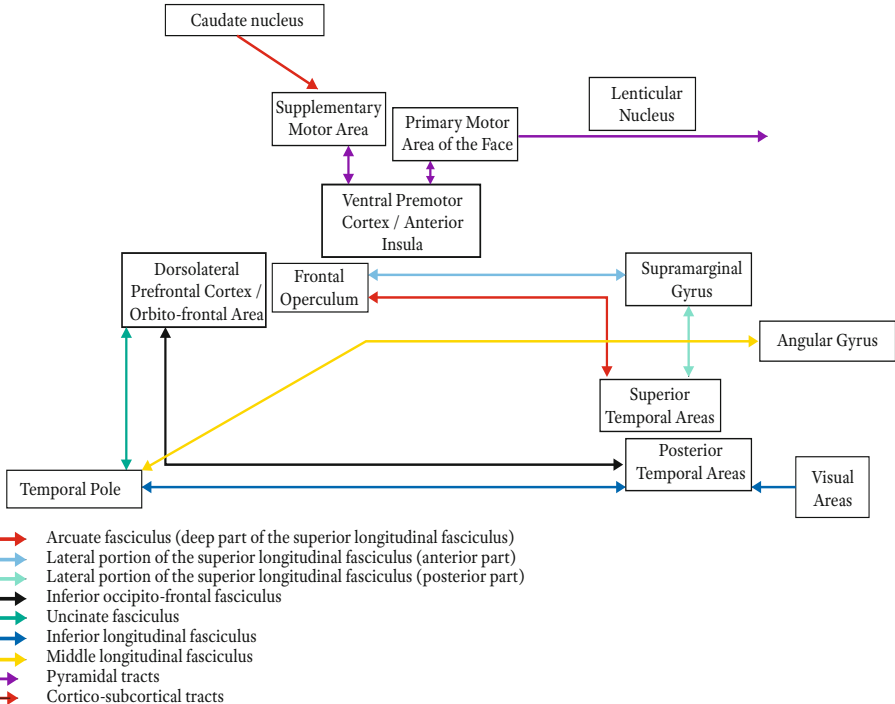 Caudate nucleus
Supplementary
Motor Area
Primary Motor
Area of the Face
Lenticular
Nucleus
Ventral Premotor
Cortex / Anterior
Insula
Dorsolateral
Prefrontal Cortex /
Orbito-frontal Area
Frontal
Operculum
Supramarginal
Gyrus
Angular Gyrus
Superior
Temporal Areas
Posterior
Temporal Areas
Temporal Pole
Visual
Areas
Arcuate fasciculus (deep part of the superior longitudinal fasciculus)
Lateral portion of the superior longitudinal fasciculus (anterior part)
Lateral portion of the superior longitudinal fasciculus (posterior part)
Inferior occipito-frontal fasciculus
Uncinate fasciculus
Inferior longitudinal fasciculus
Middle longitudinal fasciculus
Pyramidal tracts
Cortico-subcortical tracts